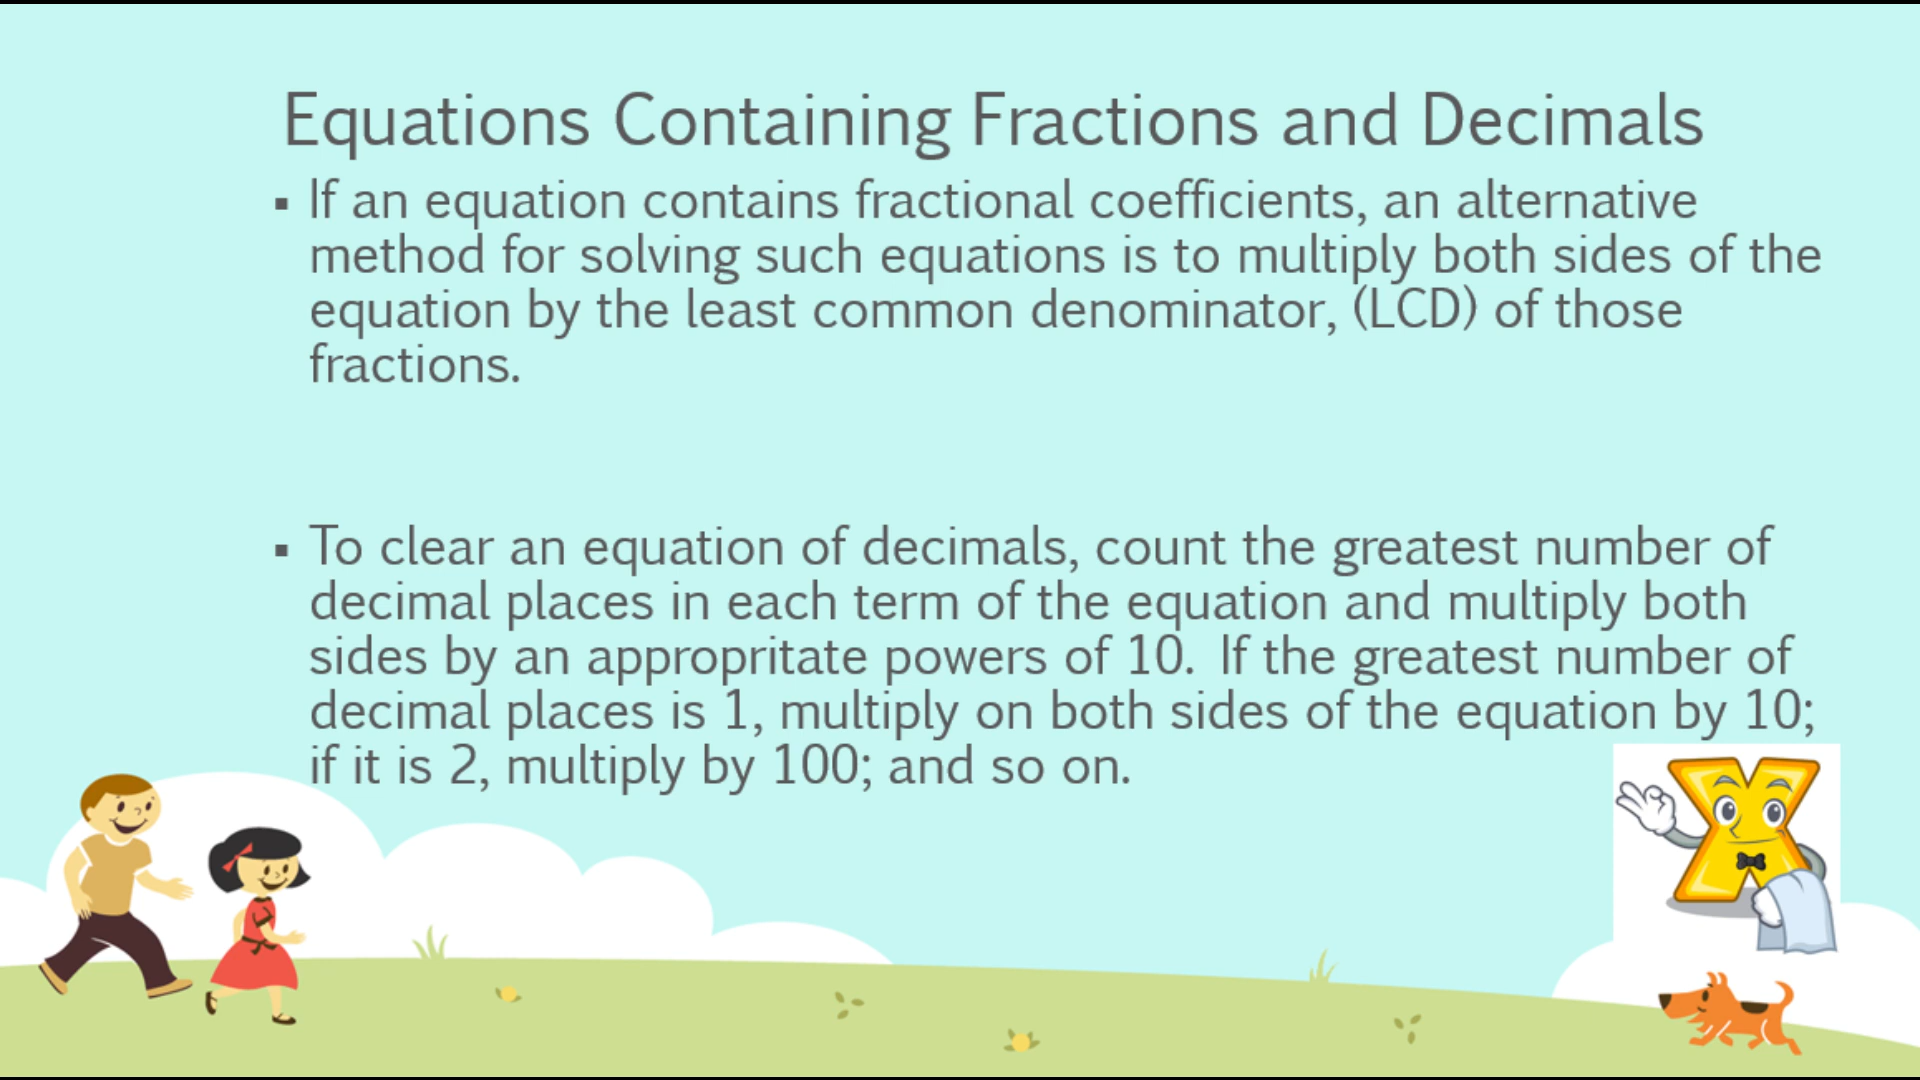 Equations Containing Fractions and Decimals
▪ If an equation contains fractional coefficients, an alternative
method for solving such equations is to multiply both sides of the
equation by the least common denominator, (LCD) of those
fractions.
▪ To clear an equation of decimals, count the greatest number of
decimal places in each term of the equation and multiply both
sides by an appropritate powers of 10. If the greatest number of
decimal places is 1, multiply on both sides of the equation by 10;
if it is 2, multiply by 100; and so on.
X